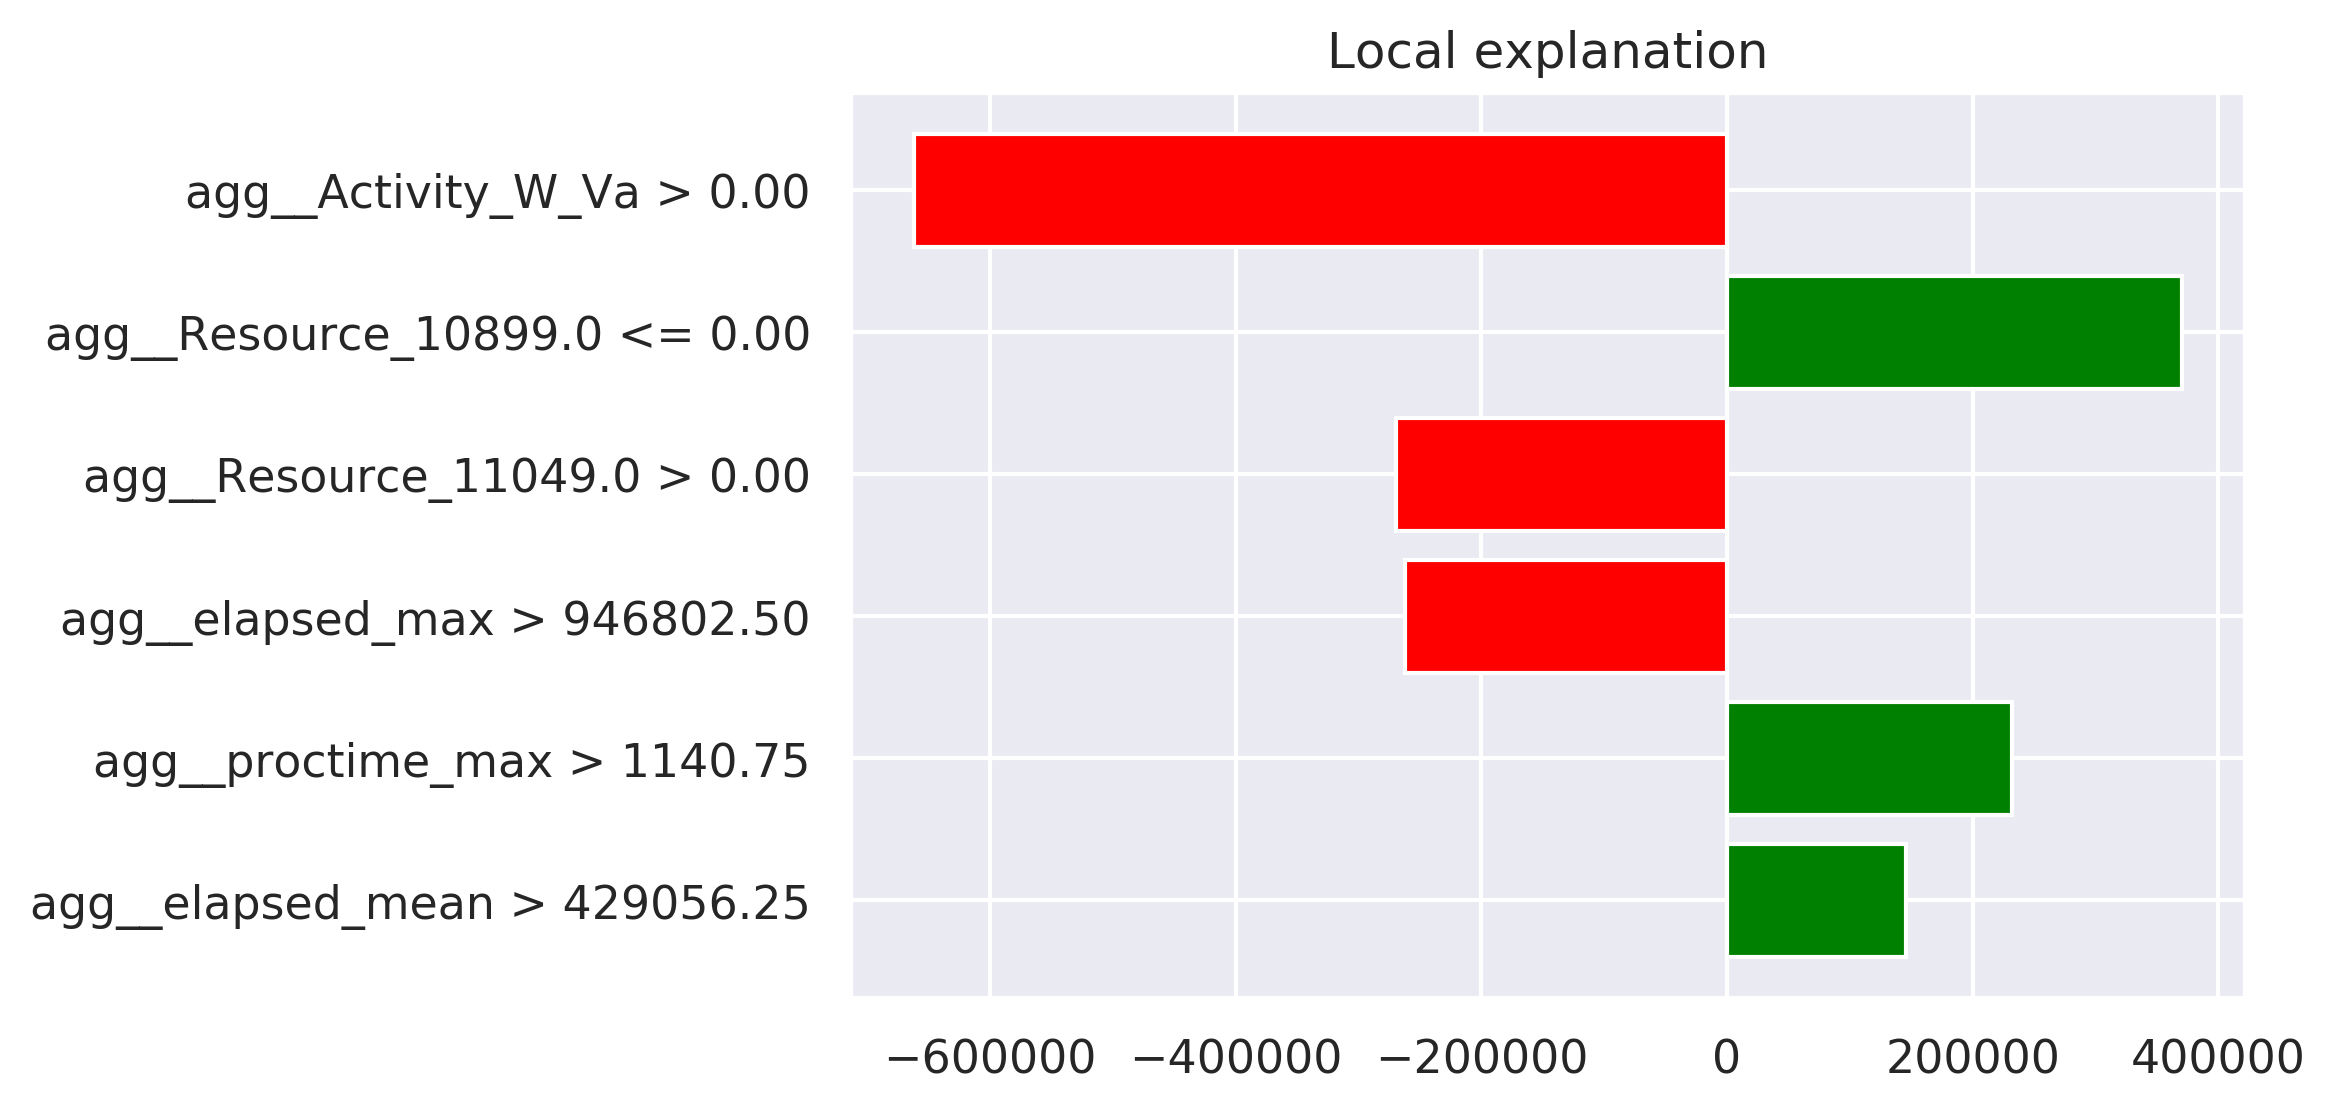 Local explanation
agg__Activity_W_Va > 0.00
agg__Resource_10899.0 <= 0.00
agg__Resource_11049.0 > 0.00
agg__elapsed_max > 946802.50
agg__proctime_max > 1140.75
agg__elapsed_mean > 429056.25
−600000 −400000 −200000 0 200000 400000